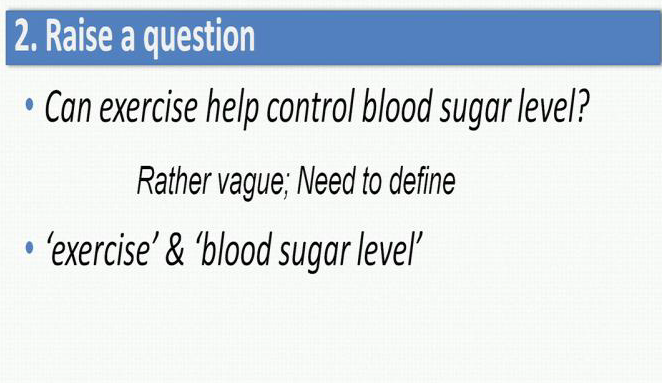 2. Raise a question
• Can exercise help control blood sugar level?
Rather vague; Need to define
• ‘exercise’ & ‘blood sugar level’